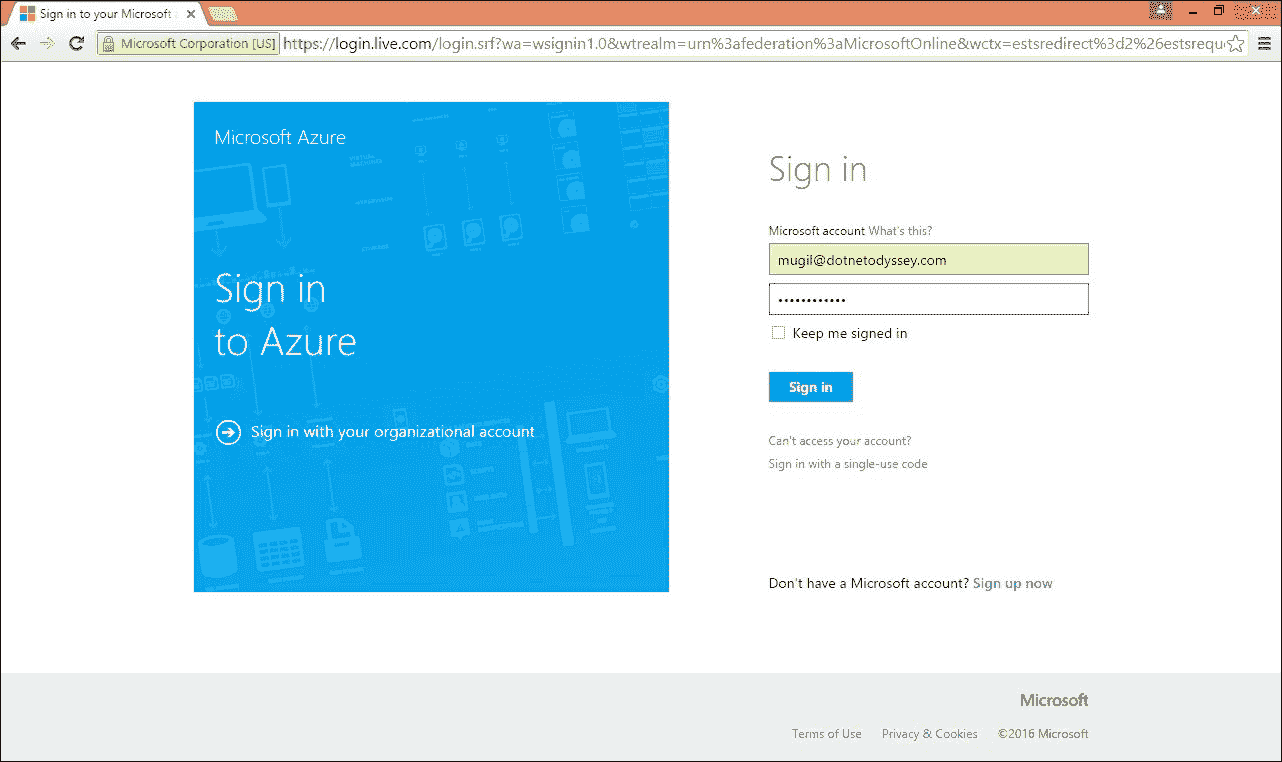 Sign in to your Microsoft
Microsoft Corporation [US]
https://login.live.com/login.srf?wa=wsignin1.0&wtrealm=urn%3afederation%3aMicrosoftOnline&wctx=estsredirect%3d2%26estsrequ
Microsoft Azure
VIRTUAL
MACHINES
STORAGE
Sign in
to Azure
Sign in with your organizational account
SCRIPTS
Sign in
Microsoft account What's this?
mugil@dotnetodyssey.com
••••••••••••
Keep me signed in
Sign in
Can't access your account?
Sign in with a single-use code
Don't have a Microsoft account? Sign up now
Microsoft
Terms of Use Privacy & Cookies ©2016 Microsoft